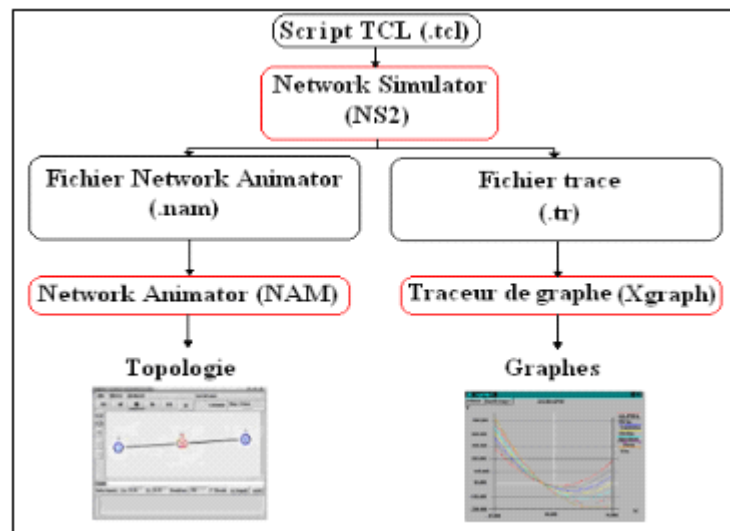 Script TCL (.tcl)
Network Simulator
(NS2)
Fichier Network Animator
(.nam)
Fichier trace
(.tr)
Network Animator (NAM)
Traceur de graphe (Xgraph)
Topologie
Graphes